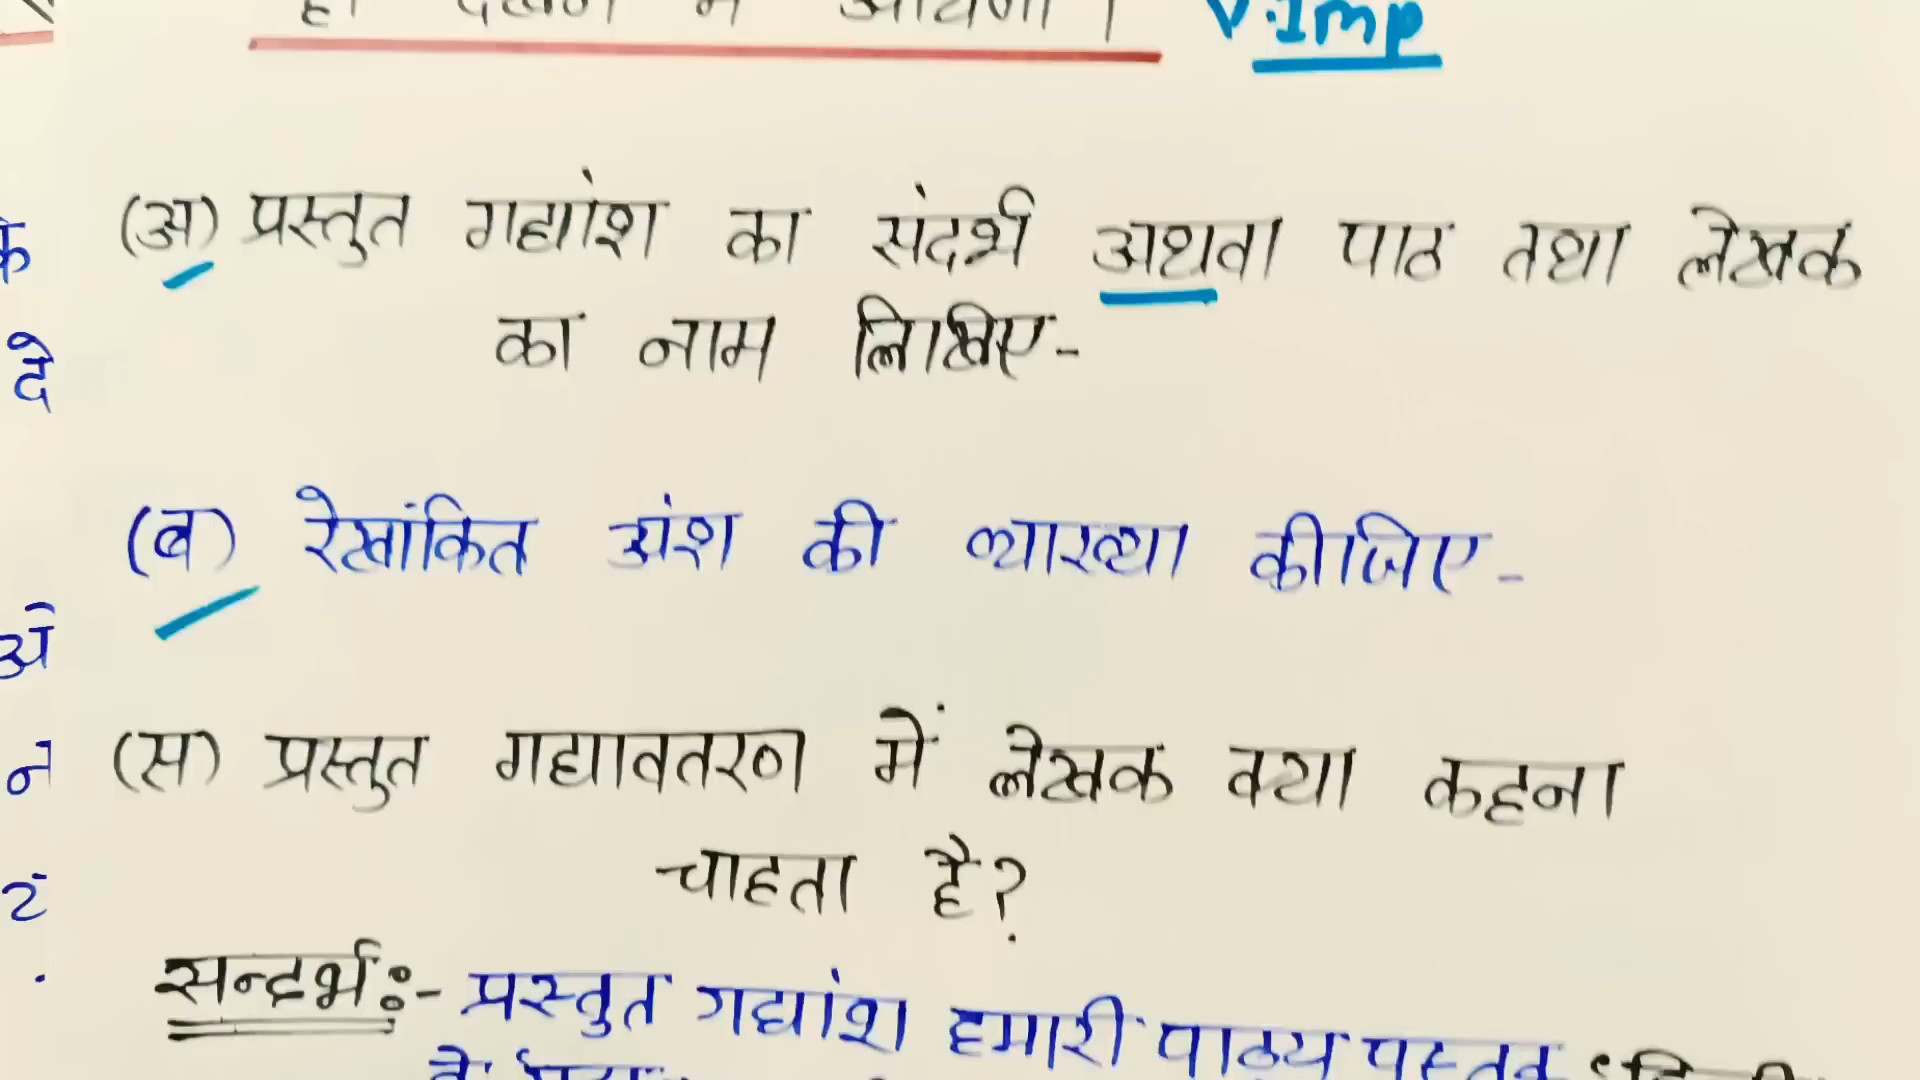 V.Imp
(अ) प्रस्तुत गद्यांश का संदर्भ अथवा पाठ तथा लेखक
का नाम लिखिए-
(ब) रेखांकित अंश की व्याख्या कीजिए-
(स) प्रस्तुत गद्यावतरण में लेखक क्या कहना
चाहता है?
सन्दर्भ:- प्रस्तुत गद्यांश हमारी पाठ्य पुस्तक
के
दे